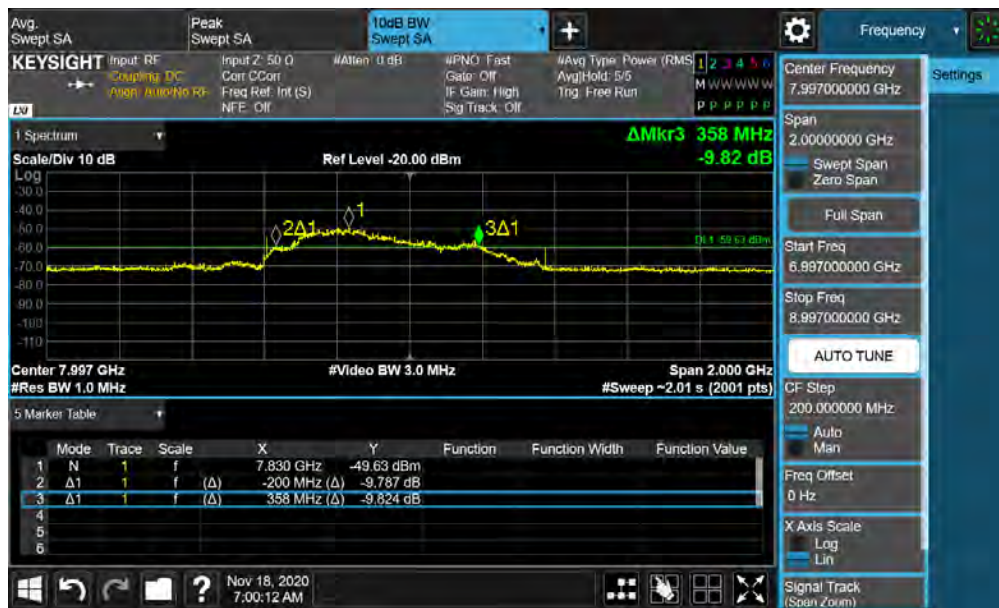 Avg. Peak 10dB BW
Swept SA Swept SA Swept SA
Frequency
KEYSIGHT Input: RF Input Z: 50 Ω #Atten: 0 dB #PNO: Fast #Avg Type: Power (RMS 1 2 3 4 5 6
Coupling: DC Corr CCorr Gate: Off Avg|Hold: 5/5 M W W W W W
Align: Auto/No RF Freq Ref: Int (S) IF Gain: High Trig: Free Run
NFE: Off Sig Track: Off P P P P P P
LXI
1 Spectrum
ΔMkr3 358 MHz
Scale/Div 10 dB Ref Level -20.00 dBm -9.82 dB
Log
-30.0
-40.0
-50.0
-60.0
-70.0
-80.0
-90.0
-100
-110
2Δ1
1
3Δ1
DL1 -59.63 dBm
Center 7.997 GHz #Video BW 3.0 MHz Span 2.000 GHz
#Res BW 1.0 MHz #Sweep ~2.01 s (2001 pts)
5 Marker Table
Mode Trace Scale X Y Function Function Width Function Value
1 N 1 f 7.830 GHz -49.63 dBm
2 Δ1 1 f (Δ) -200 MHz (Δ) -9.787 dB
3 Δ1 1 f (Δ) 358 MHz (Δ) -9.824 dB
4
5
6
Nov 18, 2020
7:00:12 AM
Center Frequency
7.997000000 GHz
Settings
Span
2.00000000 GHz
Swept Span
Zero Span
Full Span
Start Freq
6.997000000 GHz
Stop Freq
8.997000000 GHz
AUTO TUNE
CF Step
200.000000 MHz
Auto
Man
Freq Offset
0 Hz
X Axis Scale
Log
Lin
Signal Track
(Span Zoom)